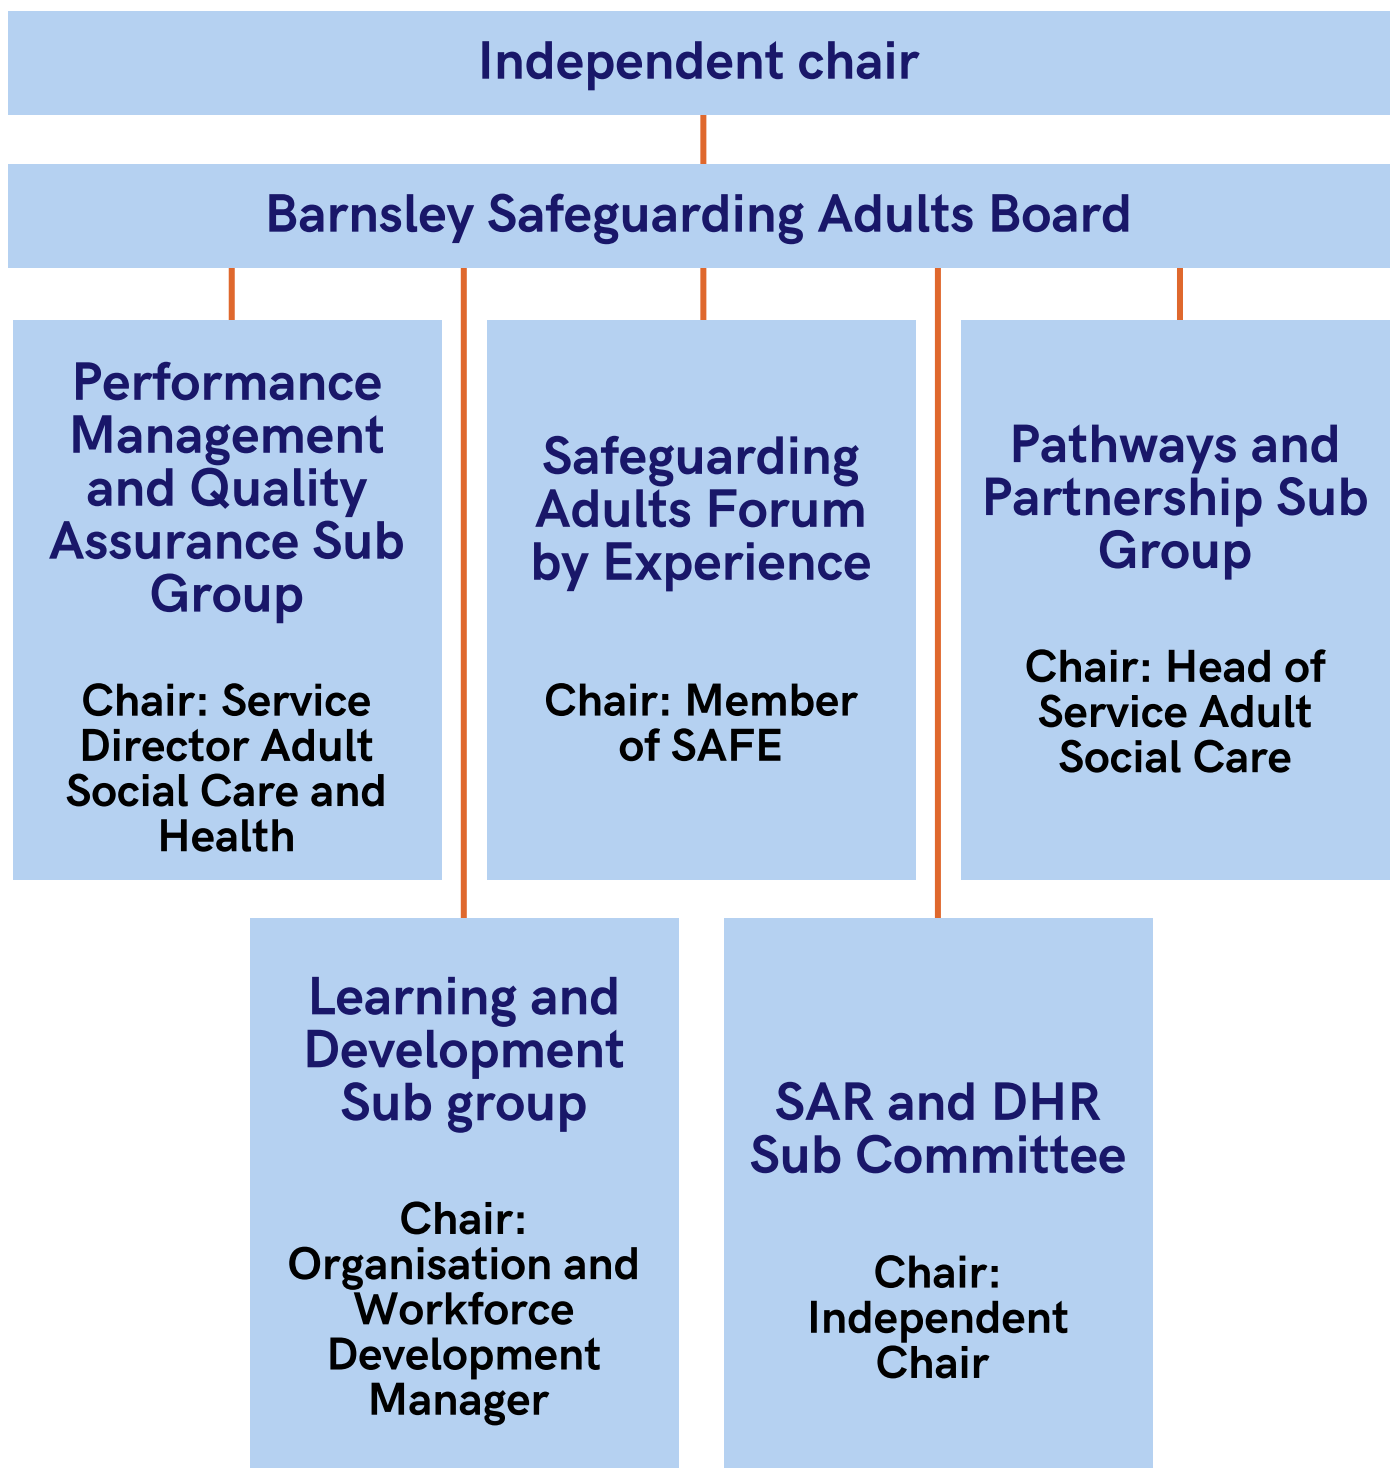 Independent chair
Barnsley Safeguarding Adults Board
Performance
Management
and Quality
Assurance Sub
Group
Chair: Service
Director Adult
Social Care and
Health
Safeguarding
Adults Forum
by Experience
Chair: Member
of SAFE
Pathways and
Partnership Sub
Group
Chair: Head of
Service Adult
Social Care
Learning and
Development
Sub group
Chair:
Organisation and
Workforce
Development
Manager
SAR and DHR
Sub Committee
Chair:
Independent
Chair